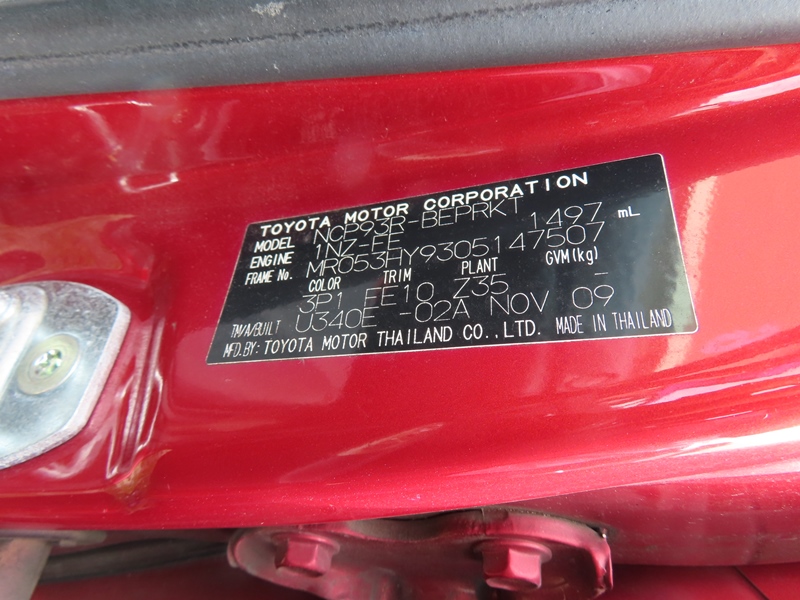 TOYOTA MOTOR CORPORATION
MODEL NCP93R-BEPRKT
ENGINE 1NZ-FE 1497 mL
FRAME No. MR053HY9305147507
COLOR TRIM PLANT GVM(kg)
3P1 FE10 Z35 -
TM/A/BUILT U340E -02A NOV 09
MFD.BY: TOYOTA MOTOR THAILAND CO.,LTD. MADE IN THAILAND